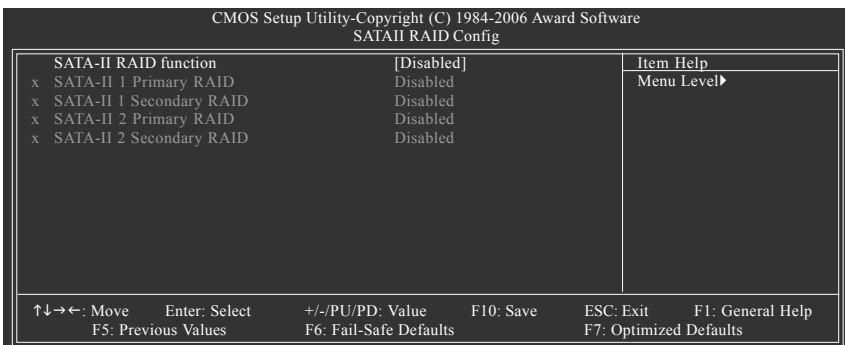 CMOS Setup Utility-Copyright (C) 1984-2006 Award Software
SATAII RAID Config
SATA-II RAID function [Disabled] Item Help
x SATA-II 1 Primary RAID Disabled Menu Level▶
x SATA-II 1 Secondary RAID Disabled
x SATA-II 2 Primary RAID Disabled
x SATA-II 2 Secondary RAID Disabled
↑↓→←: Move Enter: Select +/-/PU/PD: Value F10: Save ESC: Exit F1: General Help
F5: Previous Values F6: Fail-Safe Defaults F7: Optimized Defaults